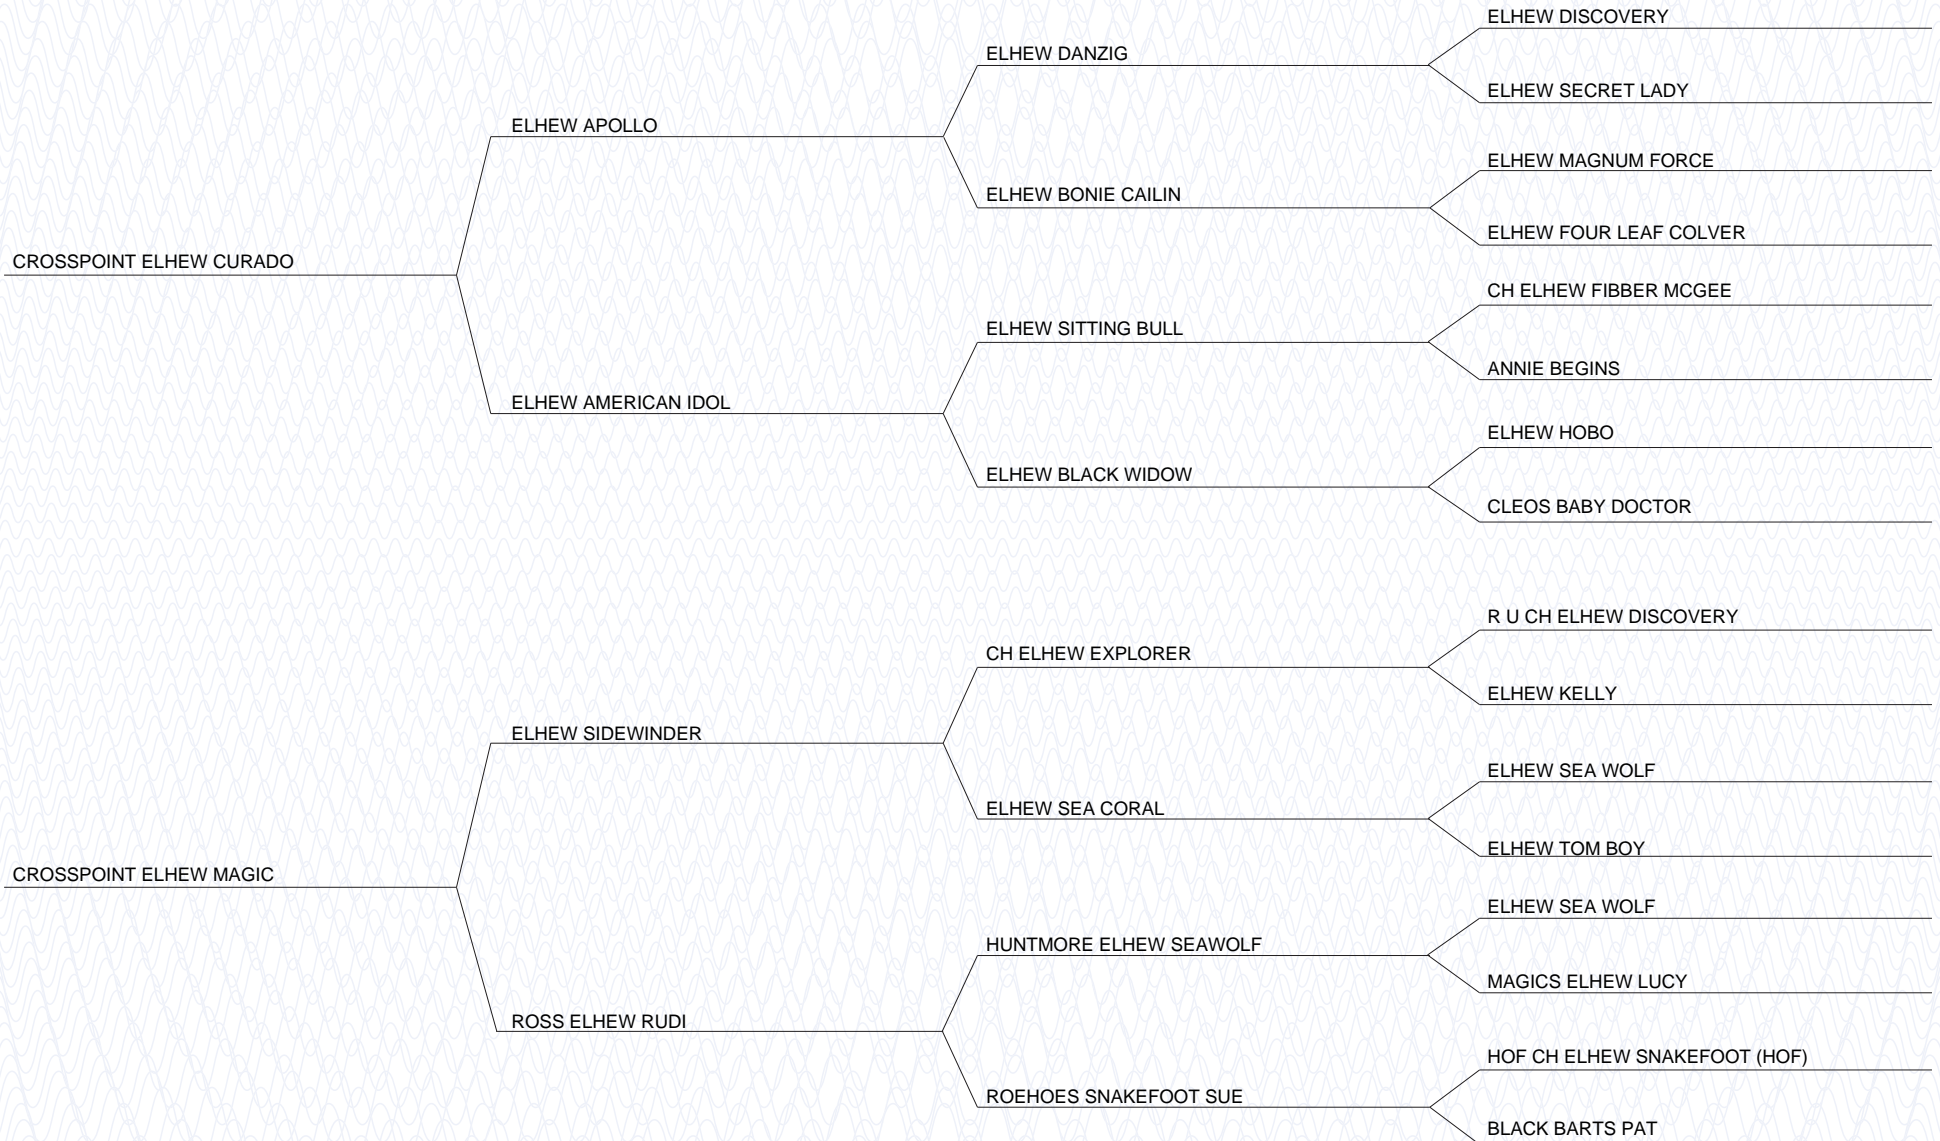 ELHEW DISCOVERY
ELHEW DANZIG
ELHEW SECRET LADY
ELHEW APOLLO
ELHEW MAGNUM FORCE
ELHEW BONIE CAILIN
ELHEW FOUR LEAF COLVER
CROSSPOINT ELHEW CURADO
CH ELHEW FIBBER MCGEE
ELHEW SITTING BULL
ANNIE BEGINS
ELHEW AMERICAN IDOL
ELHEW HOBO
ELHEW BLACK WIDOW
CLEOS BABY DOCTOR
R U CH ELHEW DISCOVERY
CH ELHEW EXPLORER
ELHEW KELLY
ELHEW SIDEWINDER
ELHEW SEA WOLF
ELHEW SEA CORAL
ELHEW TOM BOY
CROSSPOINT ELHEW MAGIC
ELHEW SEA WOLF
HUNTMORE ELHEW SEAWOLF
MAGICS ELHEW LUCY
ROSS ELHEW RUDI
HOF CH ELHEW SNAKEFOOT (HOF)
ROEHOES SNAKEFOOT SUE
BLACK BARTS PAT